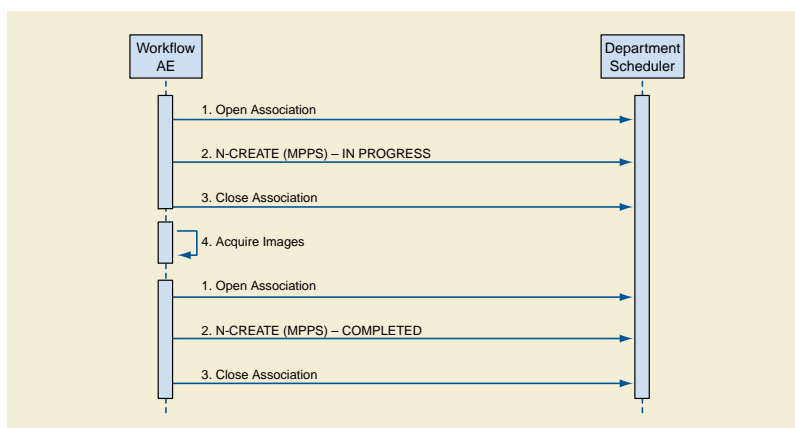 Workflow
AE
Department
Scheduler
1. Open Association
2. N-CREATE (MPPS) – IN PROGRESS
3. Close Association
4. Acquire Images
1. Open Association
2. N-CREATE (MPPS) – COMPLETED
3. Close Association